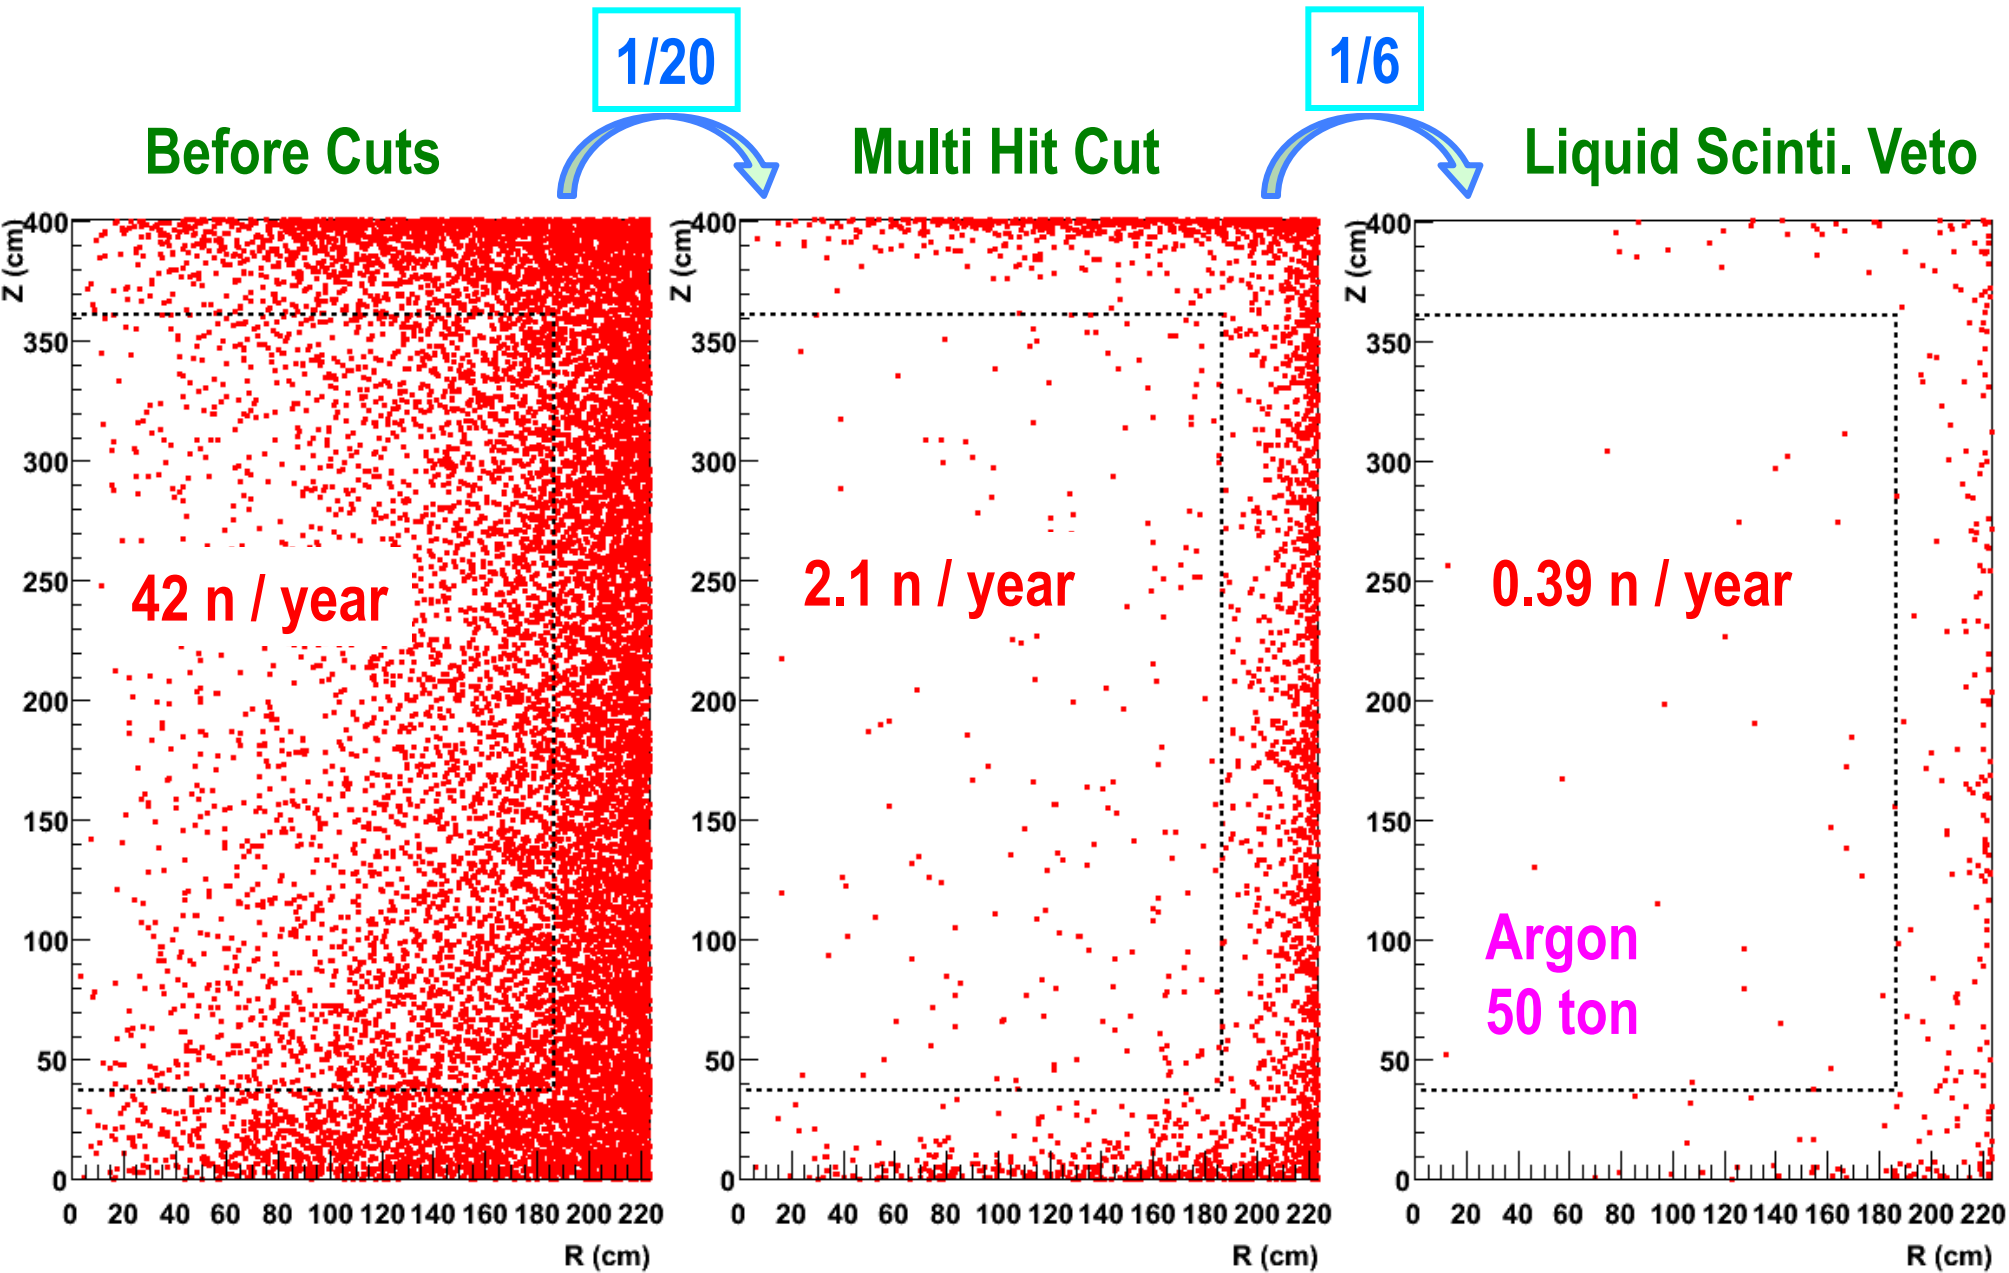 1/20
1/6
Before Cuts
Multi Hit Cut
Liquid Scinti. Veto
Z (cm)
400
350
300
250
200
150
100
50
0
42 n / year
0 20 40 60 80 100 120 140 160 180 200 220
R (cm)
Z (cm)
400
350
300
250
200
150
100
50
0
2.1 n / year
0 20 40 60 80 100 120 140 160 180 200 220
R (cm)
Z (cm)
400
350
300
250
200
150
100
50
0
0.39 n / year
Argon
50 ton
0 20 40 60 80 100 120 140 160 180 200 220
R (cm)